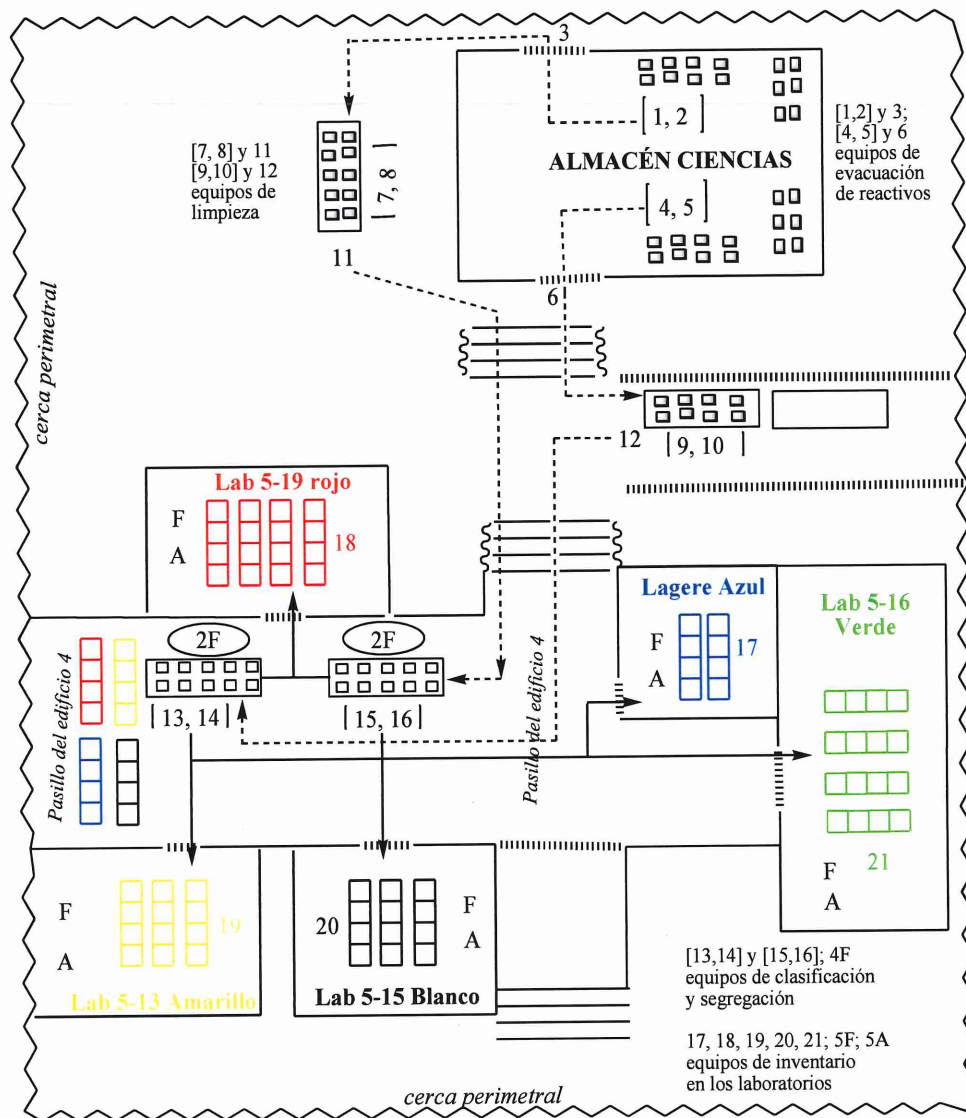 3
[1, 2]
ALMACÉN CIENCIAS
[4, 5]
6
[1,2] y 3;
[4, 5] y 6
equipos de
evacuación
de reactivos
[7, 8] y 11
[9,10] y 12
equipos de
limpieza
[7, 8]
11
cerca perimetral
12
[9, 10]
Lab 5-19 rojo
F
A
18
2F
2F
[13, 14]
[15, 16]
Pasillo del edificio 4
Pasillo del edificio 4
Lagere Azul
F
A
17
Lab 5-16
Verde
21
F
A
F
A
19
Lab 5-13 Amarillo
20
F
A
Lab 5-15 Blanco
[13,14] y [15,16]; 4F
equipos de clasificación
y segregación
17, 18, 19, 20, 21; 5F; 5A
equipos de inventario
en los laboratorios
cerca perimetral